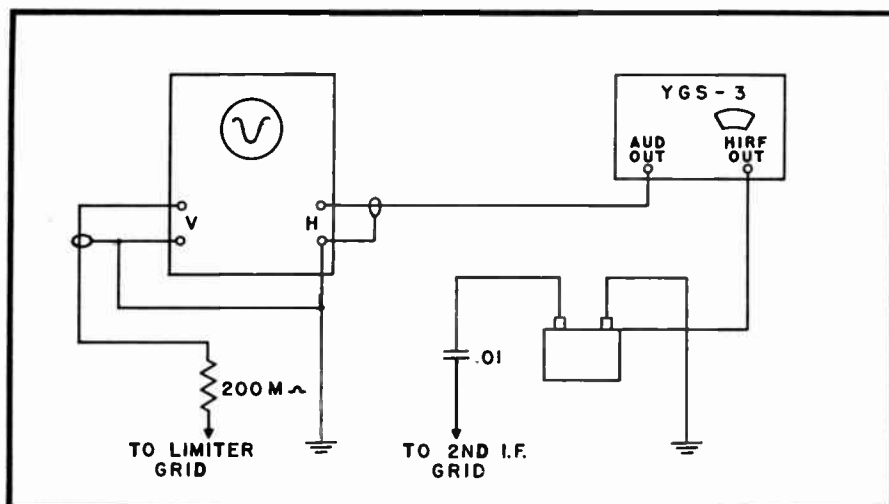 YGS-3
AUD OUT
HIRF OUT
V
H
.01
200 M ~
TO LIMITER GRID
TO 2ND I.F. GRID